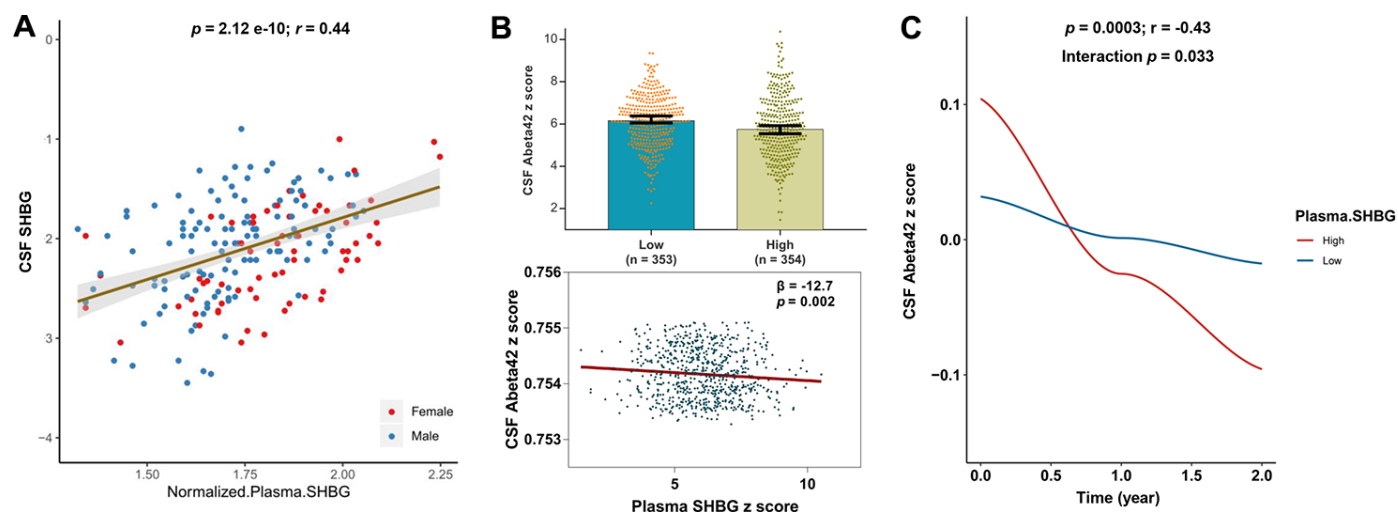 A
p = 2.12 e-10; r = 0.44
0
-1
-2
-3
-4
CSF SHBG
1.50
1.75
2.00
2.25
Normalized.Plasma.SHBG
Female
Male
B
10
8
6
4
2
CSF Abeta42 z score
Low
(n = 353)
High
(n = 354)
0.756
0.755
0.754
0.753
CSF Abeta42 z score
β = -12.7
p = 0.002
5
10
Plasma SHBG z score
C
p = 0.0003; r = -0.43
Interaction p = 0.033
0.1
0.0
−0.1
CSF Abeta42 z score
0.0
0.5
1.0
1.5
2.0
Time (year)
Plasma.SHBG
High
Low